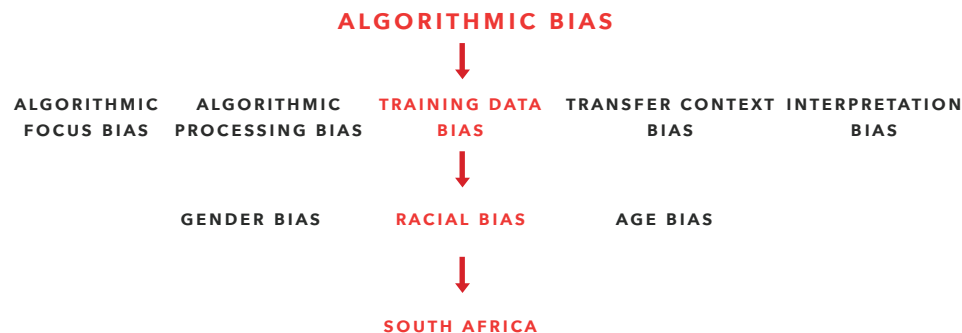 ALGORITHMIC BIAS
ALGORITHMIC ALGORITHMIC TRAINING DATA TRANSFER CONTEXT INTERPRETATION
FOCUS BIAS PROCESSING BIAS BIAS BIAS BIAS
GENDER BIAS RACIAL BIAS AGE BIAS
SOUTH AFRICA